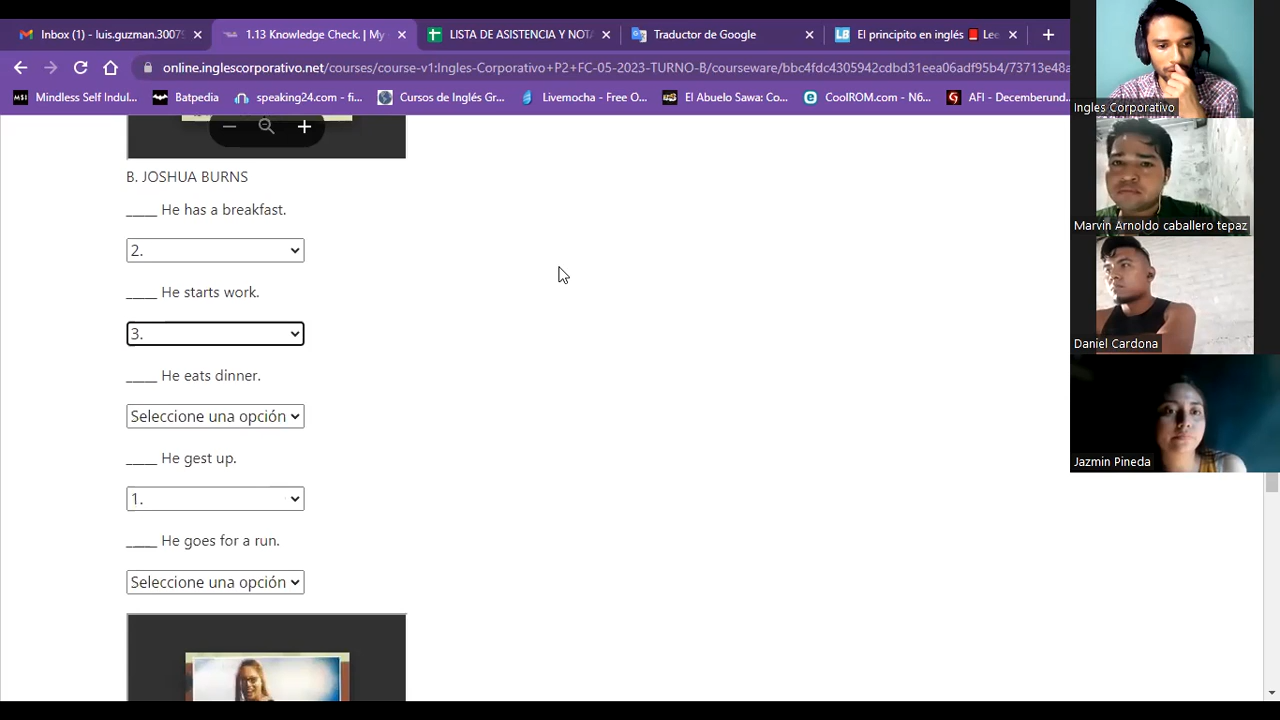 Inbox (1) - luis.guzman.3007
1.13 Knowledge Check. | My
LISTA DE ASISTENCIA Y NOTA
Traductor de Google
El principito en inglés
Lee
online.inglescorporativo.net/courses/course-v1:Ingles-Corporativo+P2+FC-05-2023-TURNO-B/courseware/bbc4fdc4305942cdbd31eea06adf95b4/73713e48a
Mindless Self Indul...
Batpedia
speaking24.com - fi...
Cursos de Inglés Gr...
Livemocha - Free O...
El Abuelo Sawa: Co...
CoolROM.com - N6...
AFI - Decemberund
B. JOSHUA BURNS
_____ He has a breakfast.
2.
_____ He starts work.
3.
_____ He eats dinner.
Seleccione una opción
_____ He gest up.
1.
_____ He goes for a run.
Seleccione una opción
Ingles Corporativo
Marvin Arnoldo caballero tepaz
Daniel Cardona
Jazmin Pineda